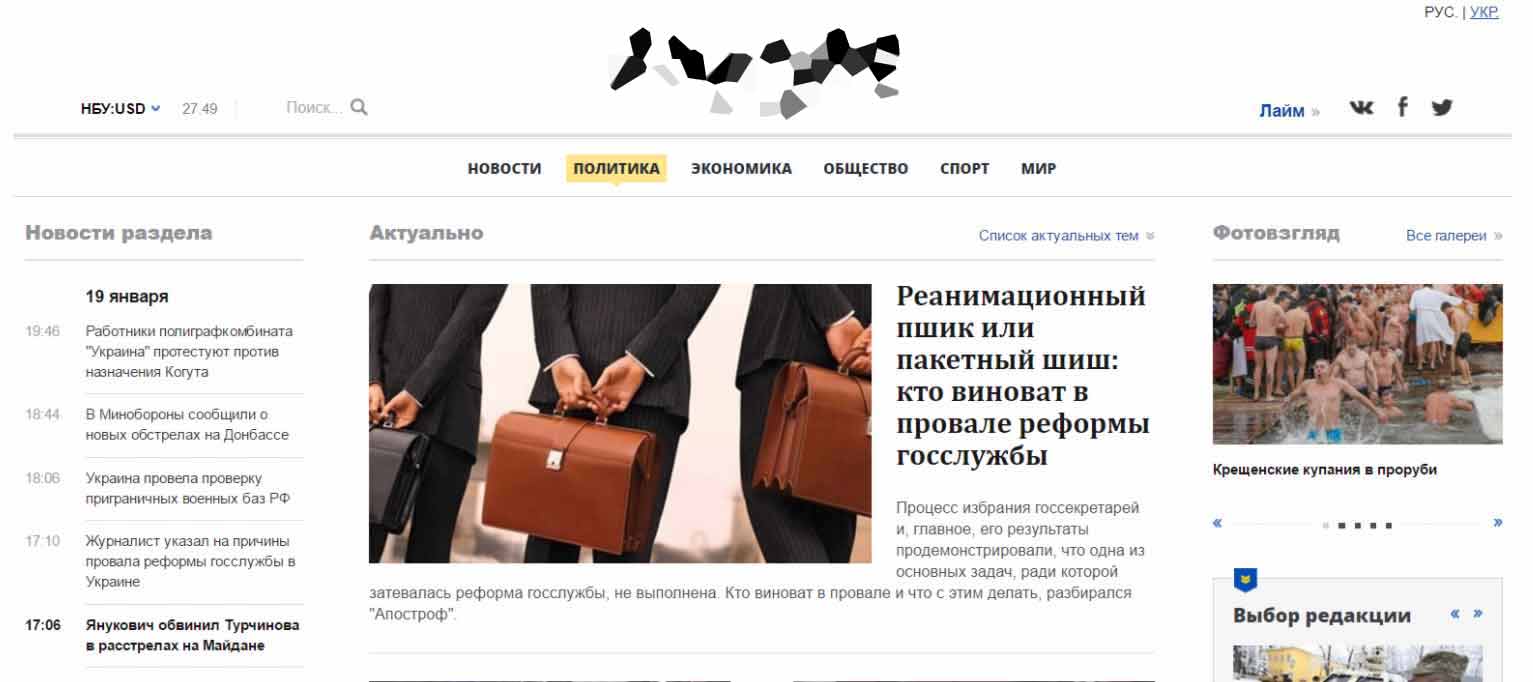 РУС. | УКР.
НБУ:USD 27.49 Поиск... Лайм »
НОВОСТИ ПОЛИТИКА ЭКОНОМИКА ОБЩЕСТВО СПОРТ МИР
Новости раздела
19 января
19:46 Работники полиграфкомбината
"Украина" протестуют против
назначения Когута
18:44 В Минобороны сообщили о
новых обстрелах на Донбассе
18:06 Украина провела проверку
приграничных военных баз РФ
17:10 Журналист указал на причины
провала реформы госслужбы в
Украине
17:06 Янукович обвинил Турчинова
в расстрелах на Майдане
Актуально Список актуальных тем
Реанимационный
пшик или
пакетный шиш:
кто виноват в
провале реформы
госслужбы
Процесс избрания госсекретарей
и, главное, его результаты
продемонстрировали, что одна из
основных задач, ради которой
затевалась реформа госслужбы, не выполнена. Кто виноват в провале и что с этим делать, разбирался
"Апостроф".
Фотовзгляд Все галереи »
Крещенские купания в проруби
« »
Выбор редакции « »